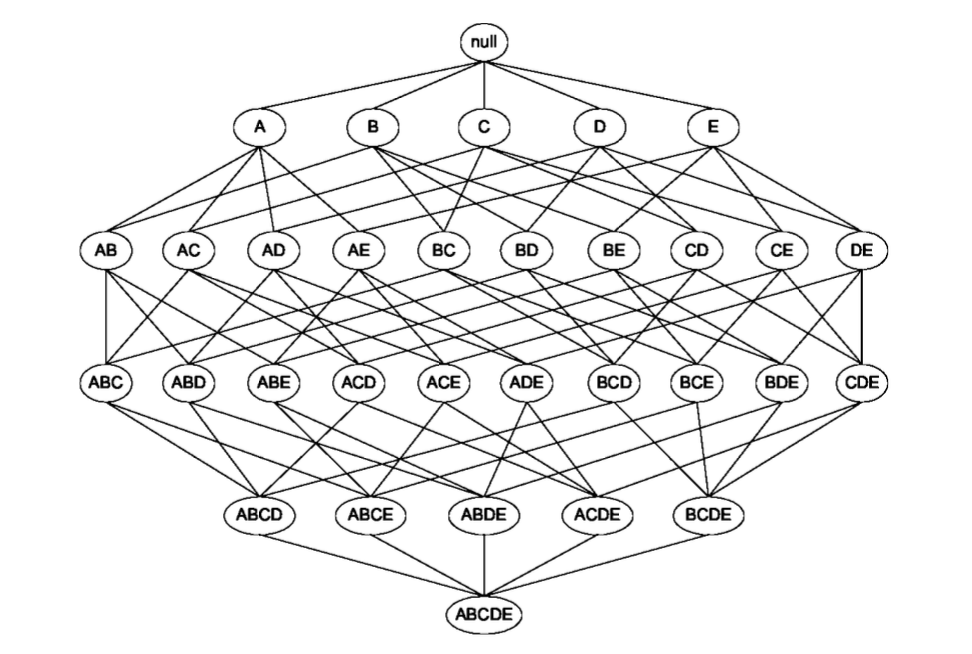 null
A B C D E
AB AC AD AE BC BD BE CD CE DE
ABC ABD ABE ACD ACE ADE BCD BCE BDE CDE
ABCD ABCE ABDE ACDE BCDE
ABCDE